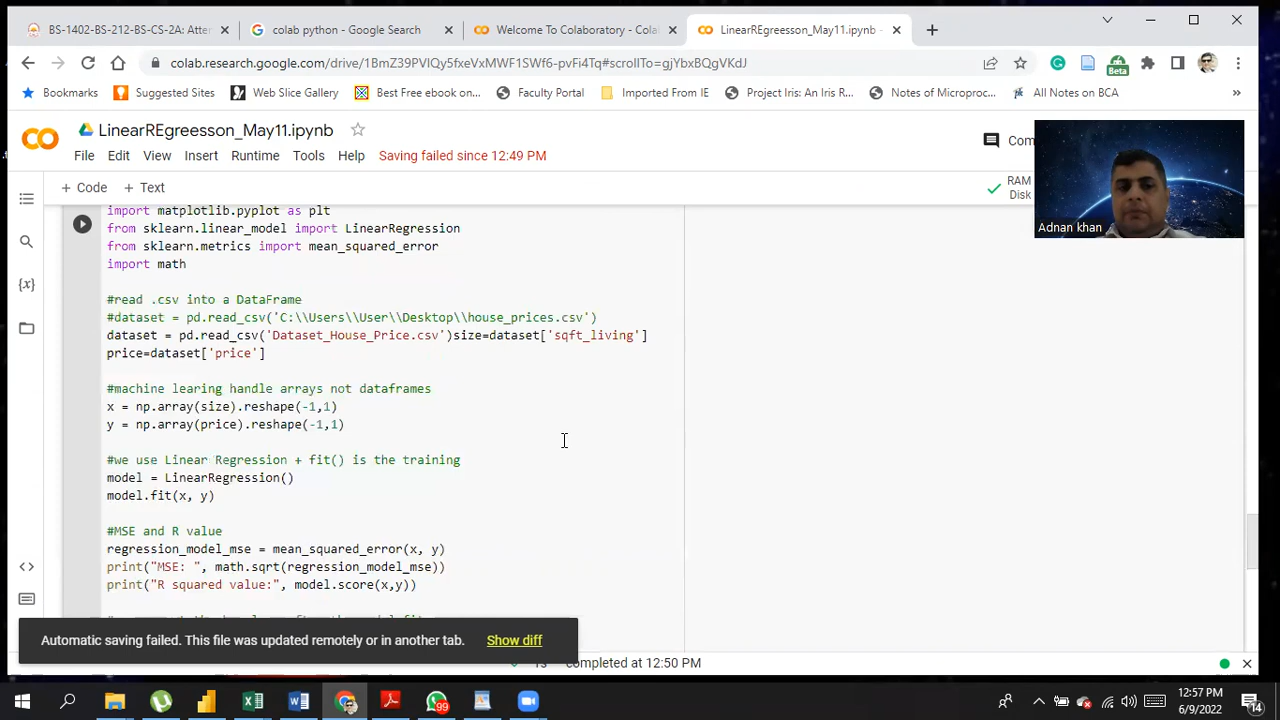 BS-1402-BS-212-BS-CS-2A: Atter
colab python - Google Search
Welcome To Colaboratory - Colab
LinearREgreesson_May11.ipynb -
colab.research.google.com/drive/1BmZ39PVIQy5fxeVxMWF1SWf6-pvFi4Tq#scrollTo=gjYbxBQgVKdJ
Beta
Bookmarks
Suggested Sites
Web Slice Gallery
Best Free ebook on...
Faculty Portal
Imported From IE
Project Iris: An Iris R...
Notes of Microproc...
All Notes on BCA
»
LinearREgreesson_May11.ipynb
Com
File Edit View Insert Runtime Tools Help Saving failed since 12:49 PM
+ Code + Text
RAM
Disk
Adnan khan
import matplotlib.pyplot as plt
from sklearn.linear_model import LinearRegression
from sklearn.metrics import mean_squared_error
import math
#read .csv into a DataFrame
#dataset = pd.read_csv('C:\\Users\\User\\Desktop\\house_prices.csv')
dataset = pd.read_csv('Dataset_House_Price.csv')size=dataset['sqft_living']
price=dataset['price']
#machine learing handle arrays not dataframes
x = np.array(size).reshape(-1,1)
y = np.array(price).reshape(-1,1)
#we use Linear Regression + fit() is the training
model = LinearRegression()
model.fit(x, y)
#MSE and R value
regression_model_mse = mean_squared_error(x, y)
print("MSE: ", math.sqrt(regression_model_mse))
print("R squared value:", model.score(x,y))
Automatic saving failed. This file was updated remotely or in another tab. Show diff
1s completed at 12:50 PM
99
12:57 PM
6/9/2022
14